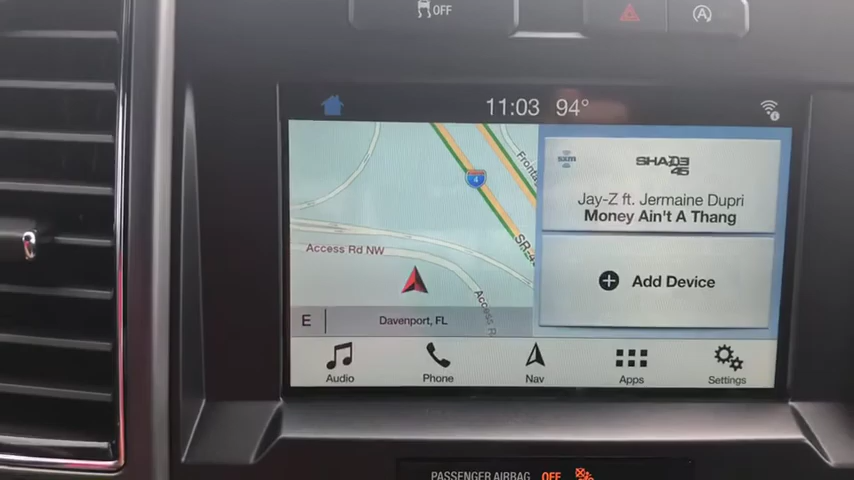 OFF
11:03 94°
sxm
SHADE 45
Jay-Z ft. Jermaine Dupri
Money Ain't A Thang
4
Access Rd NW
E
Davenport, FL
Add Device
Audio
Phone
Nav
Apps
Settings
PASSENGER AIRBAG OFF